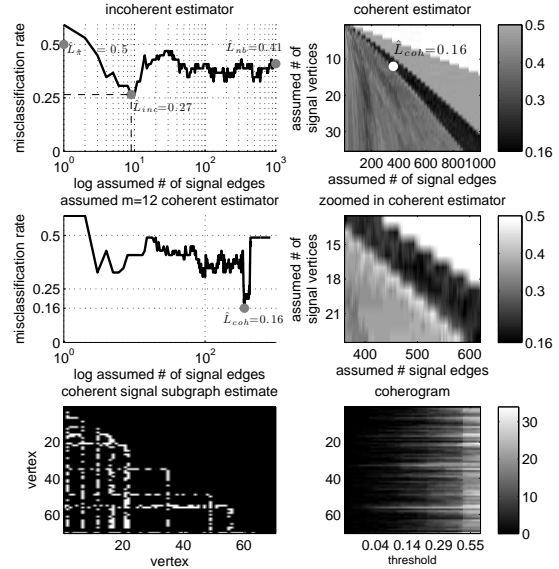 incoherent estimator
misclassification rate
0.5
0.25
0
L̂_π̂ = 0.5
L̂_nb=0.41
L̂_inc=0.27
10^0
10^1
10^2
10^3
log assumed # of signal edges
coherent estimator
assumed # of
signal vertices
10
20
30
L̂_coh=0.16
200 400 600 8001000
assumed # of signal edges
0.5
0.4
0.3
0.16
assumed m=12 coherent estimator
misclassification rate
0.5
0.25
0.16
0
L̂_coh=0.16
10^0
10^2
log assumed # of signal edges
zoomed in coherent estimator
assumed # of
signal vertices
15
18
21
400 500 600
assumed # signal edges
0.5
0.4
0.3
0.16
coherent signal subgraph estimate
vertex
20
40
60
20 40 60
vertex
coherogram
20
40
60
0.04 0.14 0.29 0.55
threshold
30
20
10
0